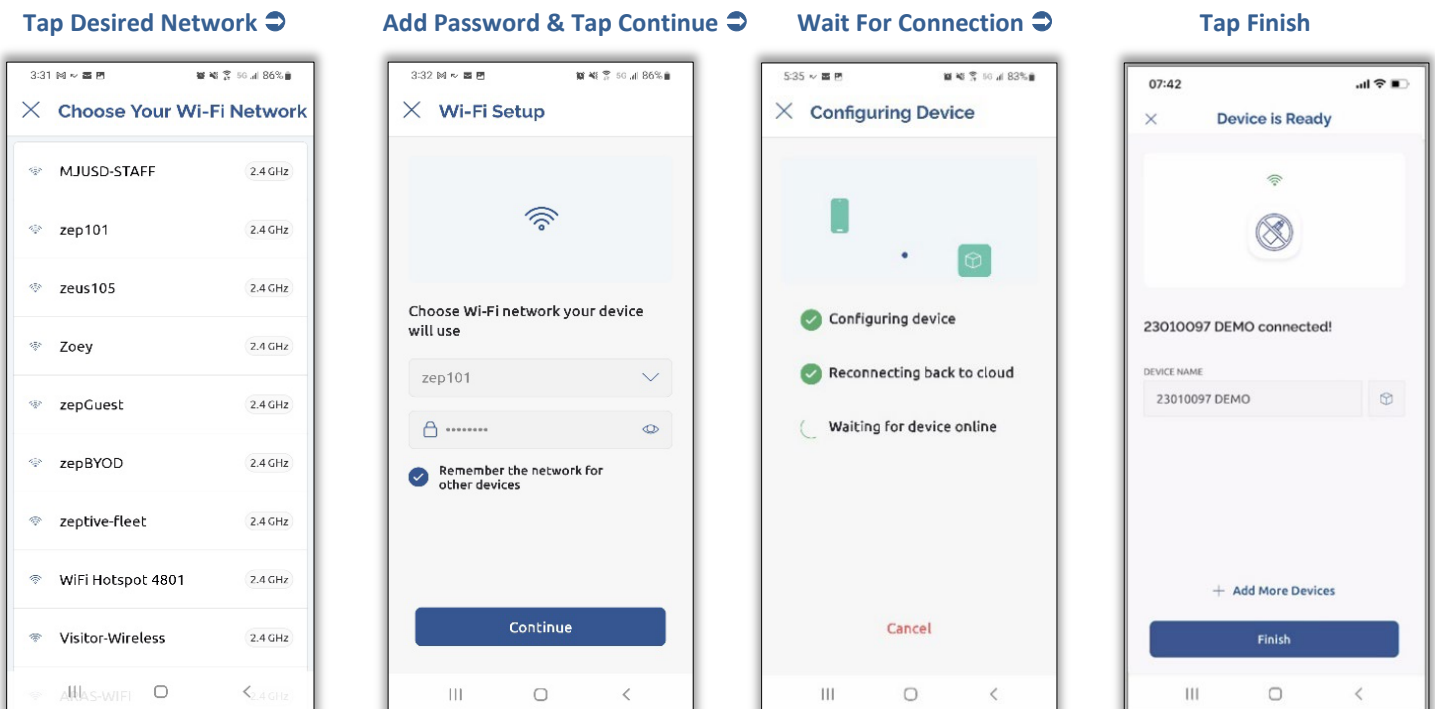 Tap Desired Network ➲
Add Password & Tap Continue ➲
Wait For Connection ➲
Tap Finish
3:31
5G
86%
Choose Your Wi-Fi Network
MJUSD-STAFF 2.4 GHz
zep101 2.4 GHz
zeus105 2.4 GHz
Zoey 2.4 GHz
zepGuest 2.4 GHz
zepBYOD 2.4 GHz
zeptive-fleet 2.4 GHz
WiFi Hotspot 4801 2.4 GHz
Visitor-Wireless 2.4 GHz
2.4 GHz
3:32
5G
86%
Wi-Fi Setup
Choose Wi-Fi network your device
will use
zep101
••••••••
Remember the network for
other devices
Continue
5:35
5G
83%
Configuring Device
Configuring device
Reconnecting back to cloud
Waiting for device online
Cancel
07:42
Device is Ready
23010097 DEMO connected!
DEVICE NAME
23010097 DEMO
+ Add More Devices
Finish